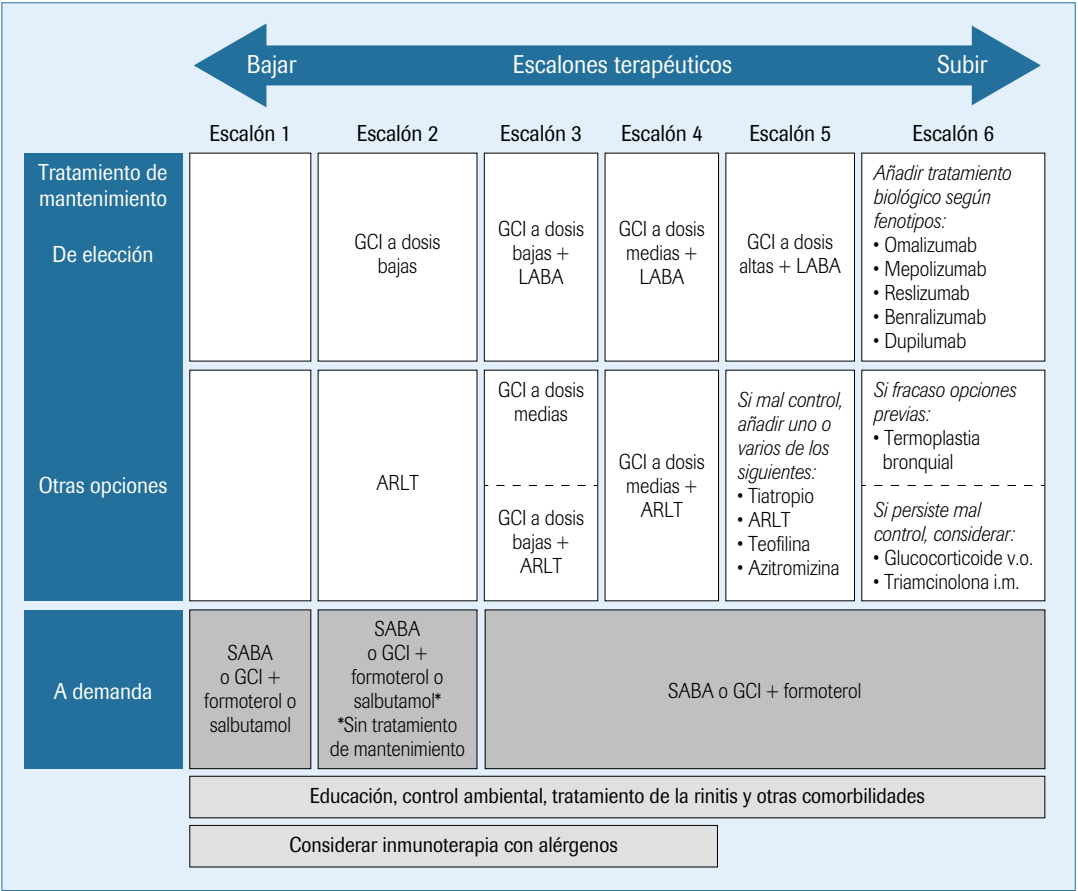 Bajar
Escalones terapéuticos
Subir
Escalón 1
Escalón 2
Escalón 3
Escalón 4
Escalón 5
Escalón 6
Tratamiento de
mantenimiento
De elección
GCI a dosis
bajas
GCI a dosis
bajas +
LABA
GCI a dosis
medias +
LABA
GCI a dosis
altas + LABA
Añadir tratamiento
biológico según
fenotipos:
• Omalizumab
• Mepolizumab
• Reslizumab
• Benralizumab
• Dupilumab
Otras opciones
ARLT
GCI a dosis
medias
GCI a dosis
bajas +
ARLT
GCI a dosis
medias +
ARLT
Si mal control,
añadir uno o
varios de los
siguientes:
• Tiatropio
• ARLT
• Teofilina
• Azitromizina
Si fracaso opciones
previas:
• Termoplastia
bronquial
Si persiste mal
control, considerar:
• Glucocorticoide v.o.
• Triamcinolona i.m.
A demanda
SABA
o GCI +
formoterol o
salbutamol
SABA
o GCI +
formoterol o
salbutamol*
*Sin tratamiento
de mantenimiento
SABA o GCI + formoterol
Educación, control ambiental, tratamiento de la rinitis y otras comorbilidades
Considerar inmunoterapia con alérgenos